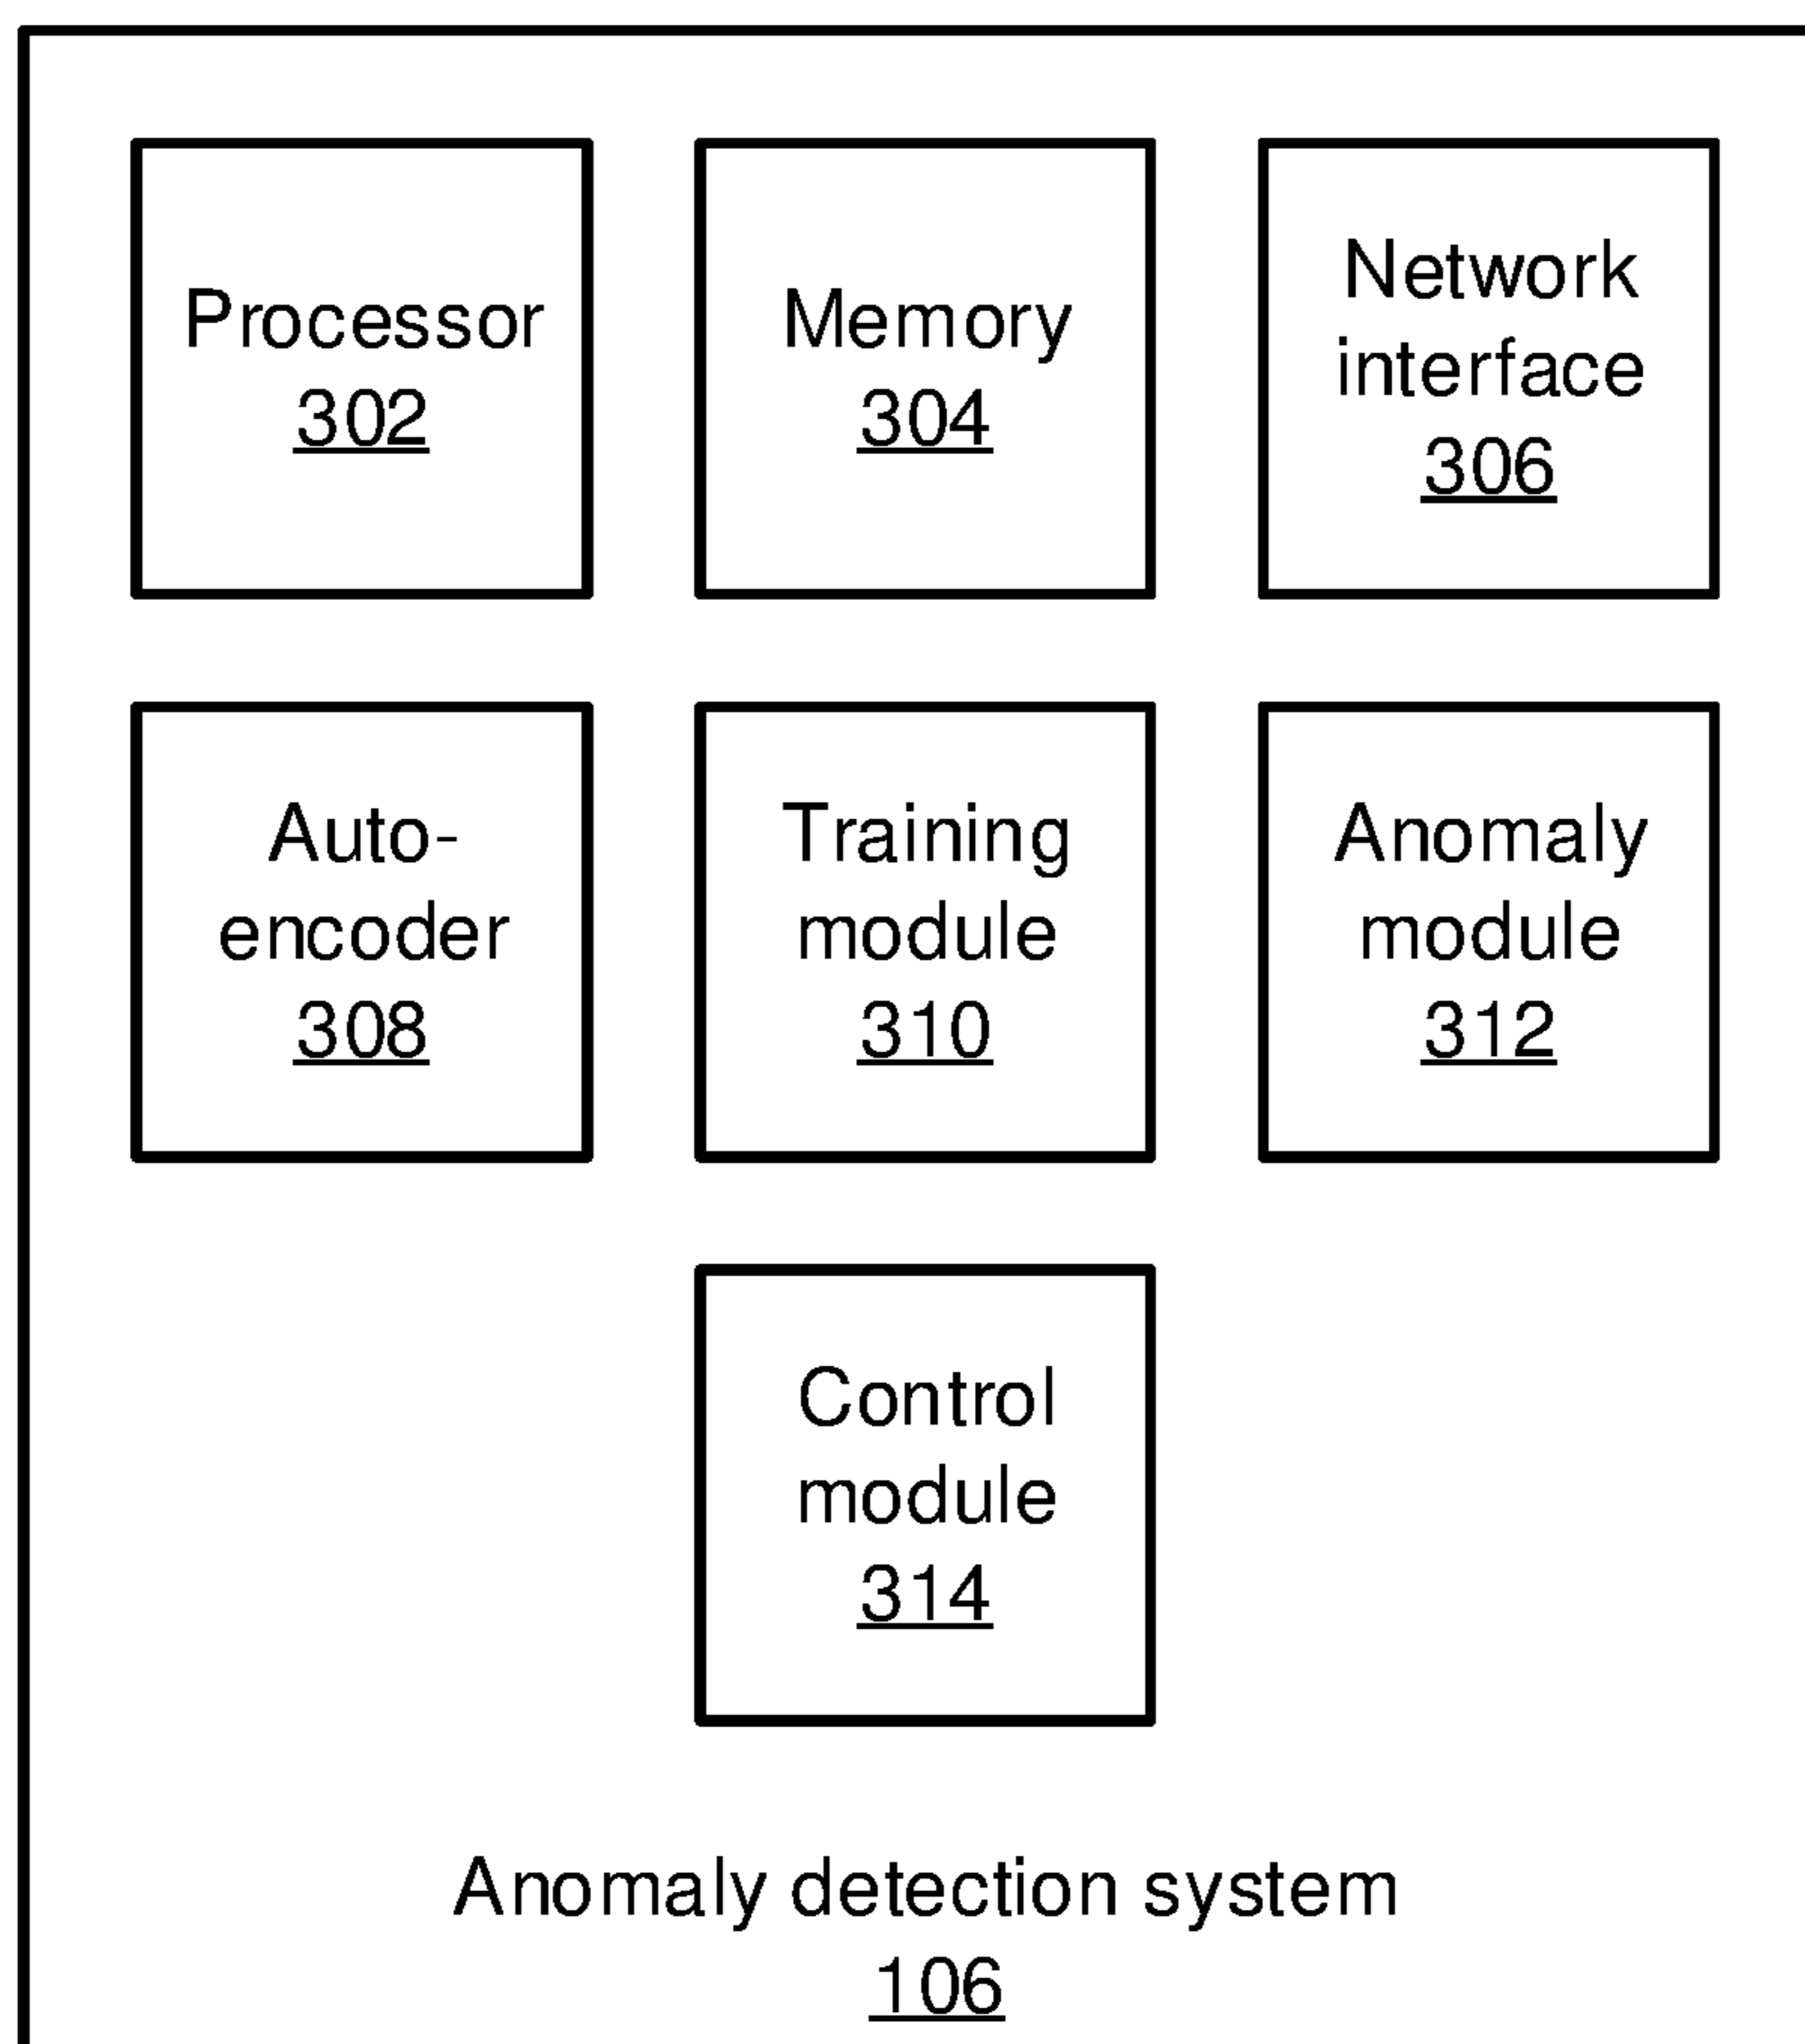 Processor
302
Memory
304
Network
interface
306
Auto-
encoder
308
Training
module
310
Anomaly
module
312
Control
module
314
Anomaly detection system
106